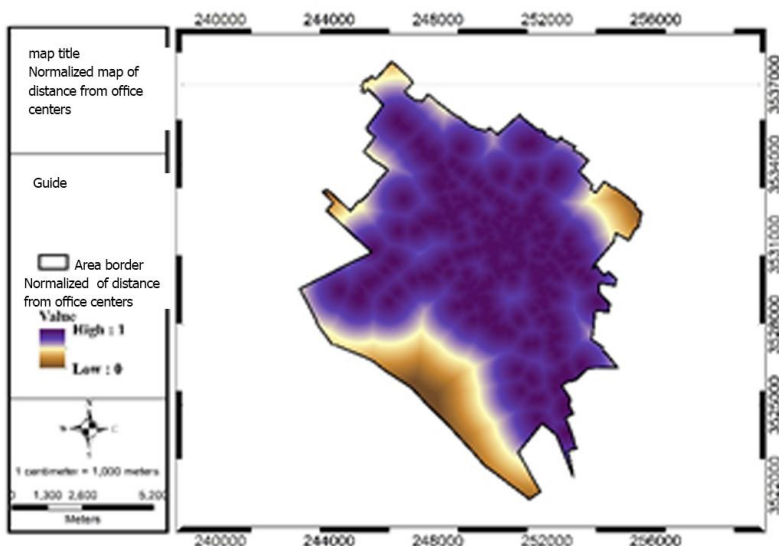 240000 244000 248000 252000 256000
map title
Normalized map of
distance from office
centers
Guide
Area border
Normalized of distance
from office centers
Value
High : 1
Low : 0
N
S
1 centimeter = 1,000 meters
0 1,300 2,600 5,200
Meters
3537000
3534000
3531000
3528000
3525000
3522000
240000 244000 248000 252000 256000